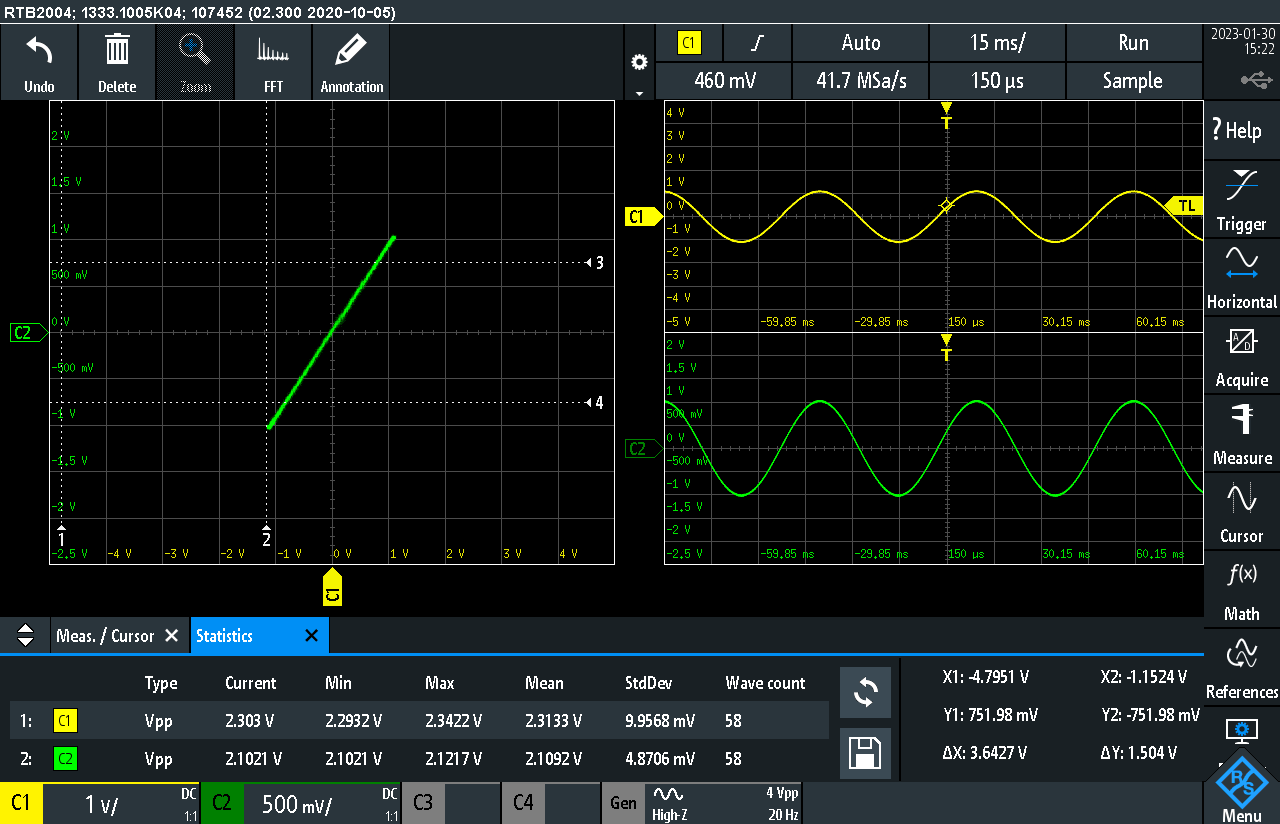 RTB2004; 1333.1005K04; 107452 (02.300 2020-10-05)
Undo Delete Zoom FFT Annotation
C1 Auto 15 ms/ Run
460 mV 41.7 MSa/s 150 µs Sample
2023-01-30
15:22
? Help
Trigger
Horizontal
A/D
Acquire
Measure
Cursor
f(x)
Math
References
R&S
Menu
2 V
1.5 V
1 V
500 mV
0 V
-500 mV
-1 V
-1.5 V
-2 V
-2.5 V -4 V -3 V -2 V -1 V 0 V 1 V 2 V 3 V 4 V
C2
3
4
1 2
C1
T
4 V
3 V
2 V
1 V
0 V
-1 V
-2 V
-3 V
-4 V
-5 V -59.85 ms -29.85 ms 150 µs 30.15 ms 60.15 ms
C1
TL
T
2 V
1.5 V
1 V
500 mV
0 V
-500 mV
-1 V
-1.5 V
-2 V
-2.5 V -59.85 ms -29.85 ms 150 µs 30.15 ms 60.15 ms
C2
Meas. / Cursor Statistics
Type Current Min Max Mean StdDev Wave count
1: C1 Vpp 2.303 V 2.2932 V 2.3422 V 2.3133 V 9.9568 mV 58
2: C2 Vpp 2.1021 V 2.1021 V 2.1217 V 2.1092 V 4.8706 mV 58
X1: -4.7951 V X2: -1.1524 V
Y1: 751.98 mV Y2: -751.98 mV
ΔX: 3.6427 V ΔY: 1.504 V
C1 1 V/ DC 1:1
C2 500 mV/ DC 1:1
C3
C4
Gen High-Z 4 Vpp 20 Hz